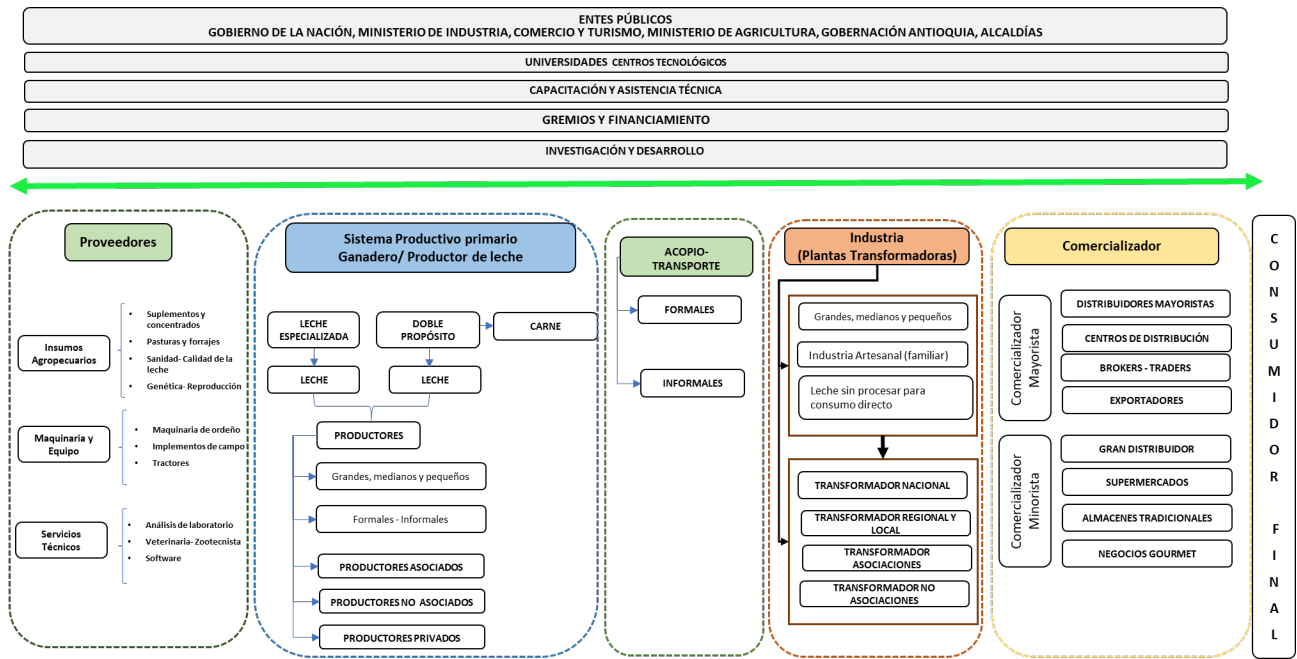 ENTES PÚBLICOS
GOBIERNO DE LA NACIÓN, MINISTERIO DE INDUSTRIA, COMERCIO Y TURISMO, MINISTERIO DE AGRICULTURA, GOBERNACIÓN ANTIOQUIA, ALCALDÍAS
UNIVERSIDADES CENTROS TECNOLÓGICOS
CAPACITACIÓN Y ASISTENCIA TÉCNICA
GREMIOS Y FINANCIAMIENTO
INVESTIGACIÓN Y DESARROLLO
Proveedores
Insumos
Agropecuarios
• Suplementos y
concentrados
• Pasturas y forrajes
• Sanidad- Calidad de la
leche
• Genética- Reproducción
Maquinaria y
Equipo
• Maquinaria de ordeño
• Implementos de campo
• Tractores
Servicios
Técnicos
• Análisis de laboratorio
• Veterinaria- Zootecnista
• Software
Sistema Productivo primario
Ganadero/ Productor de leche
LECHE
ESPECIALIZADA
DOBLE
PROPÓSITO
CARNE
LECHE
LECHE
PRODUCTORES
Grandes, medianos y pequeños
Formales - Informales
PRODUCTORES ASOCIADOS
PRODUCTORES NO ASOCIADOS
PRODUCTORES PRIVADOS
ACOPIO-
TRANSPORTE
FORMALES
INFORMALES
Industria
(Plantas Transformadoras)
Grandes, medianos y pequeños
Industria Artesanal (familiar)
Leche sin procesar para
consumo directo
TRANSFORMADOR NACIONAL
TRANSFORMADOR REGIONAL Y
LOCAL
TRANSFORMADOR
ASOCIACIONES
TRANSFORMADOR NO
ASOCIACIONES
Comercializador
Comercializador
Mayorista
DISTRIBUIDORES MAYORISTAS
CENTROS DE DISTRIBUCIÓN
BROKERS - TRADERS
EXPORTADORES
Comercializador
Minorista
GRAN DISTRIBUIDOR
SUPERMERCADOS
ALMACENES TRADICIONALES
NEGOCIOS GOURMET
CONSUMIDOR FINAL